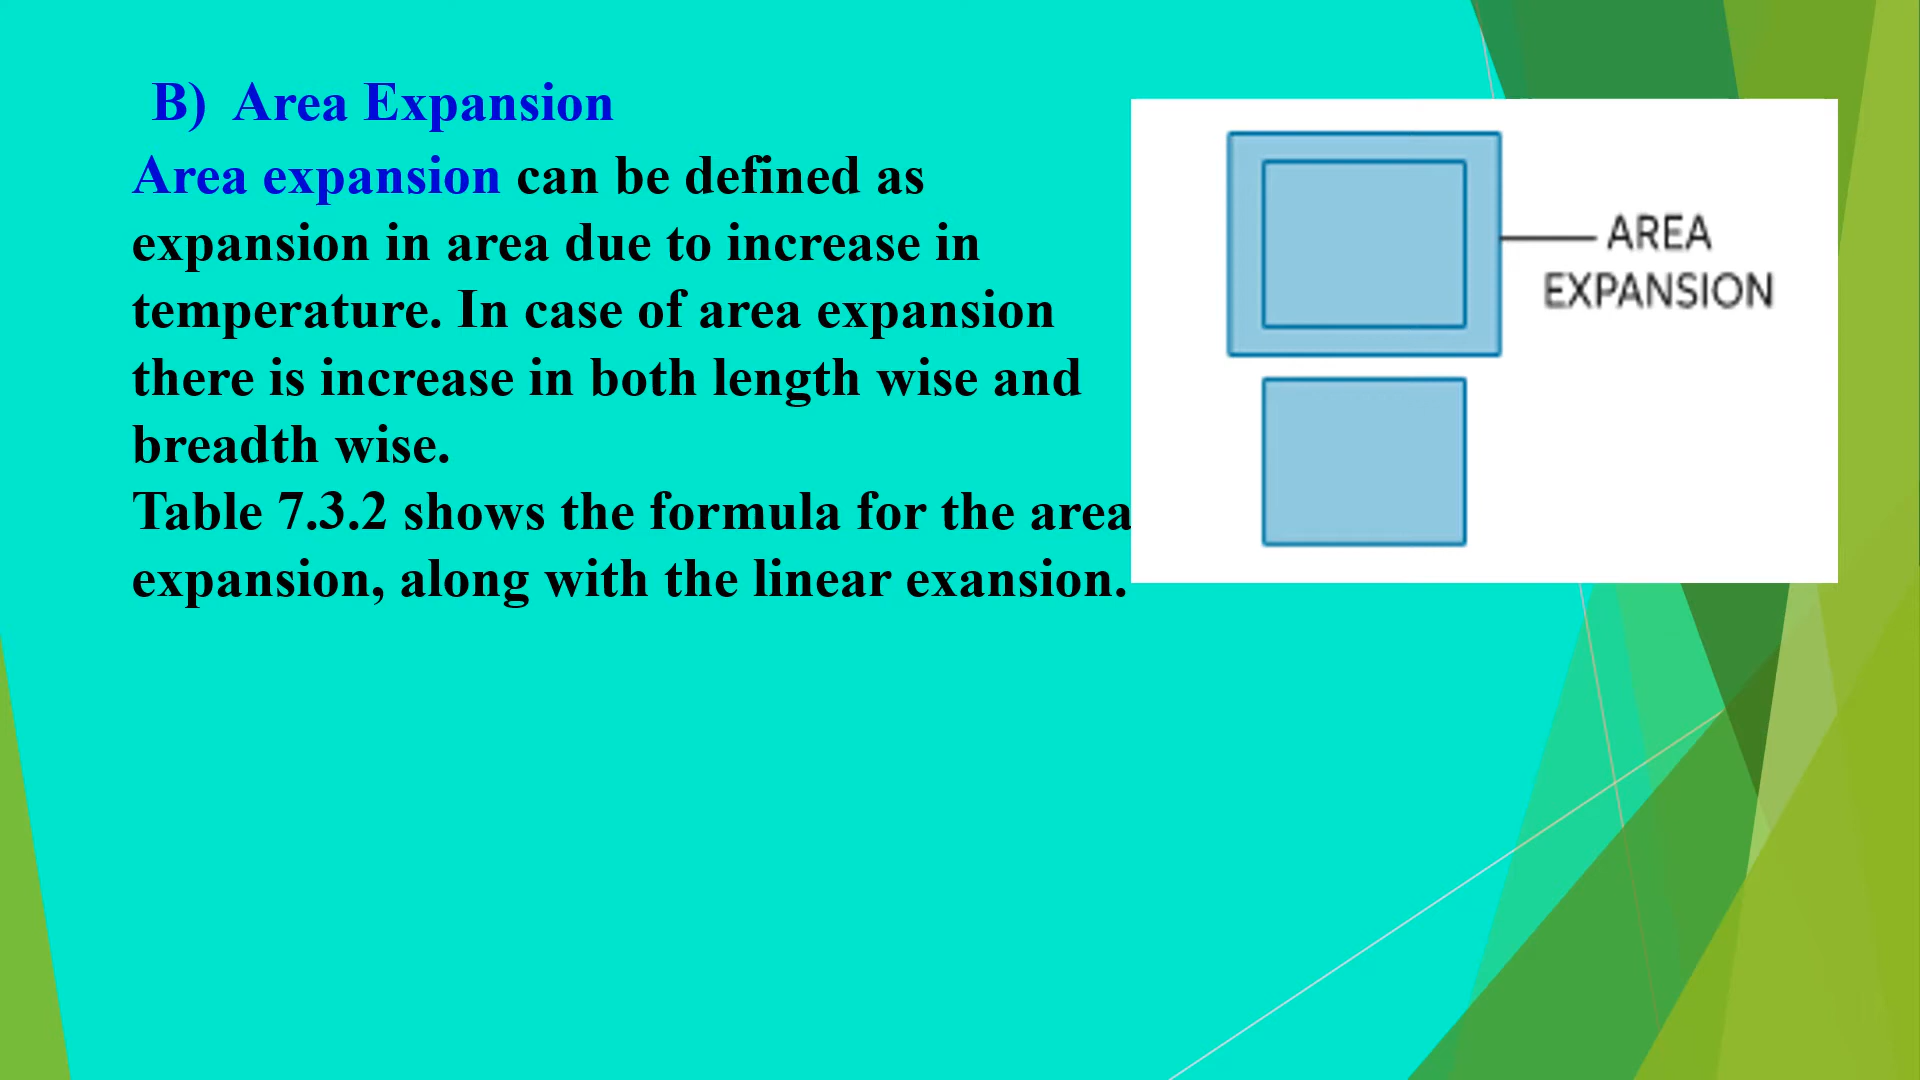 B) Area Expansion
Area expansion can be defined as
expansion in area due to increase in
temperature. In case of area expansion
there is increase in both length wise and
breadth wise.
Table 7.3.2 shows the formula for the area
expansion, along with the linear exansion.
AREA
EXPANSION